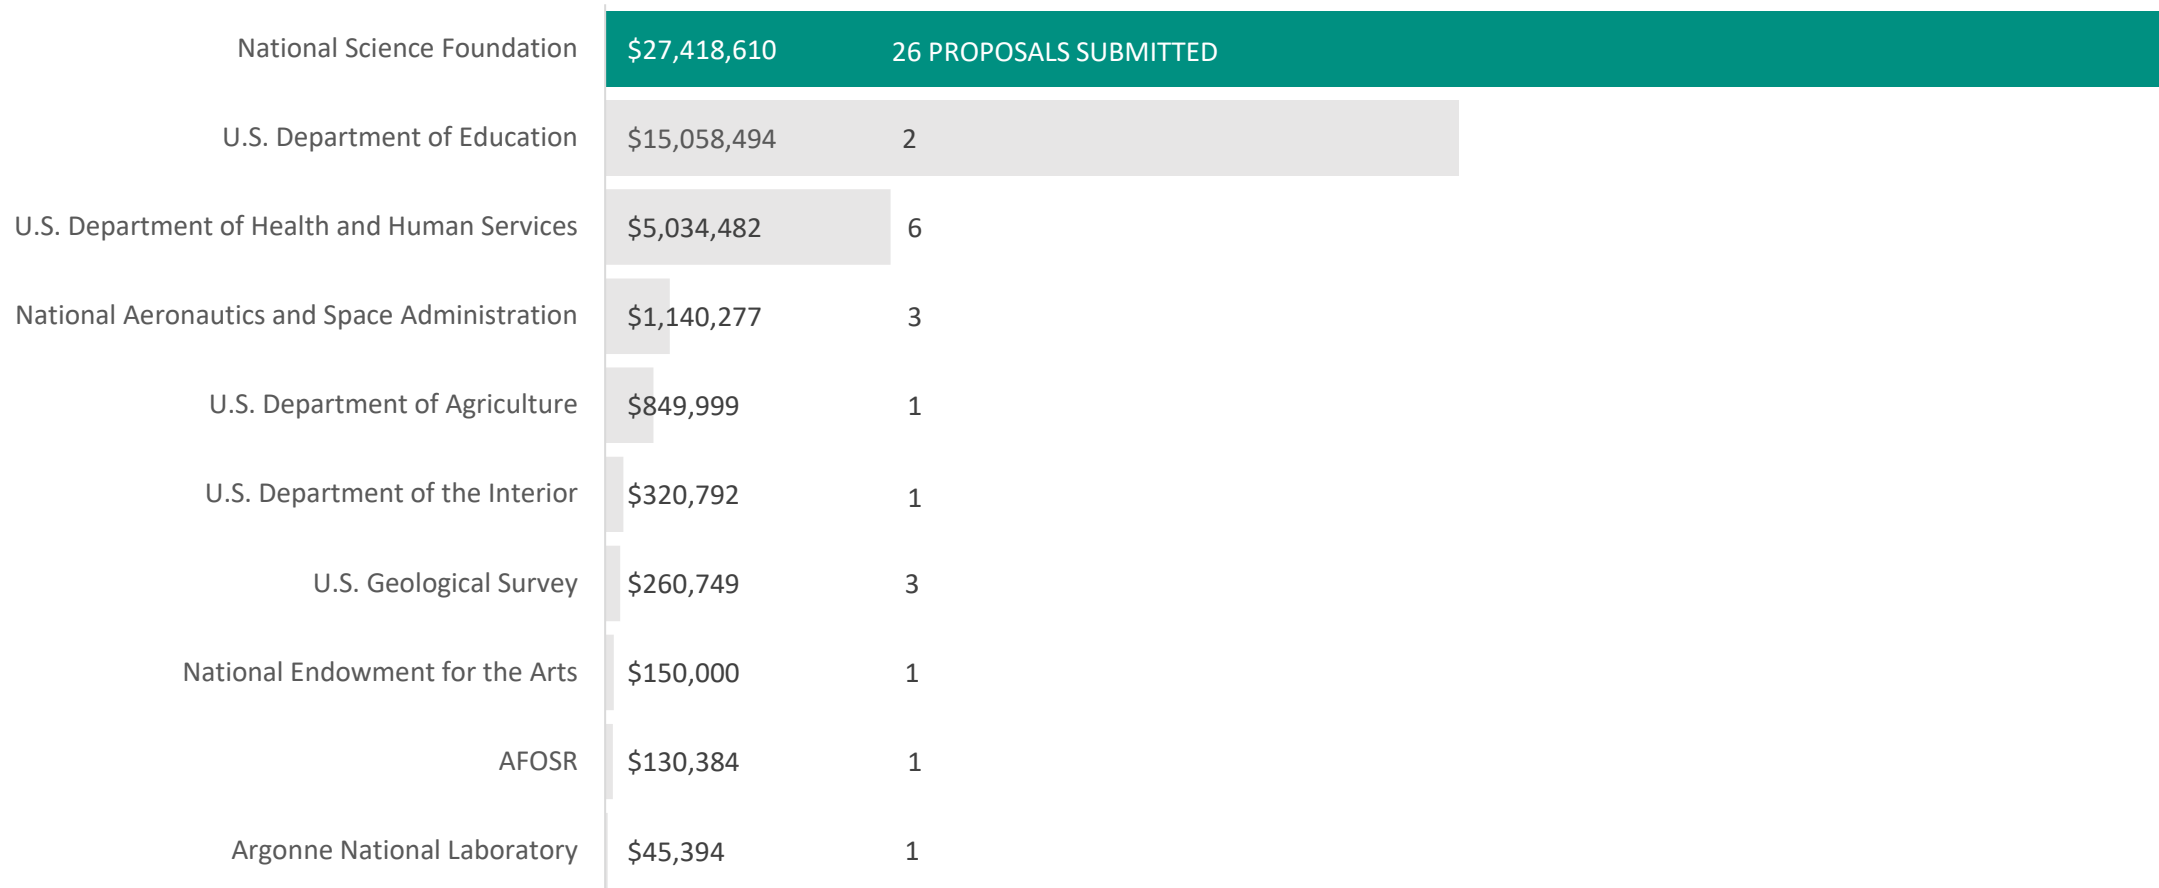 National Science Foundation $27,418,610 26 PROPOSALS SUBMITTED
U.S. Department of Education $15,058,494 2
U.S. Department of Health and Human Services $5,034,482 6
National Aeronautics and Space Administration $1,140,277 3
U.S. Department of Agriculture $849,999 1
U.S. Department of the Interior $320,792 1
U.S. Geological Survey $260,749 3
National Endowment for the Arts $150,000 1
AFOSR $130,384 1
Argonne National Laboratory $45,394 1